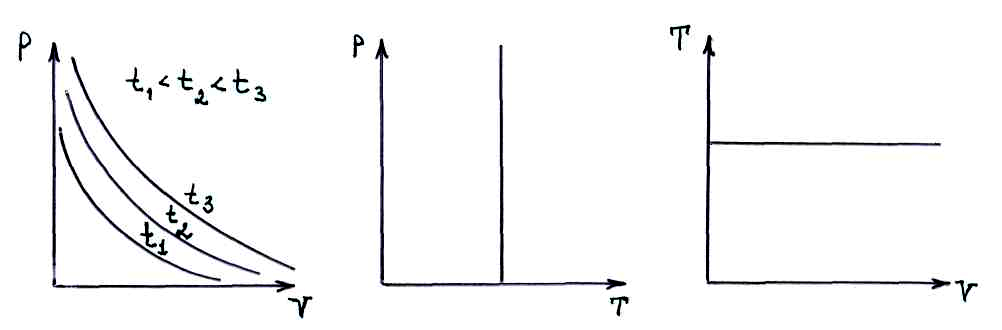 P
t₁ < t₂ < t₃
t₃
t₂
t₁
V
P
T
T
V